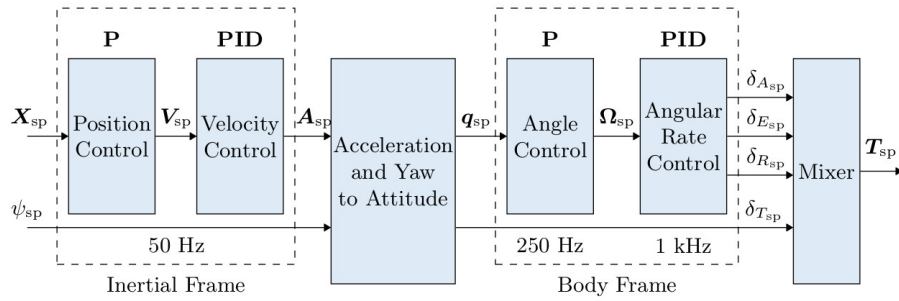 P
PID
P
PID
X_sp
Position
Control
V_sp
Velocity
Control
A_sp
Acceleration
and Yaw
to Attitude
q_sp
Angle
Control
Ω_sp
Angular
Rate
Control
δ_A_sp
δ_E_sp
δ_R_sp
δ_T_sp
Mixer
T_sp
ψ_sp
50 Hz
250 Hz
1 kHz
Inertial Frame
Body Frame